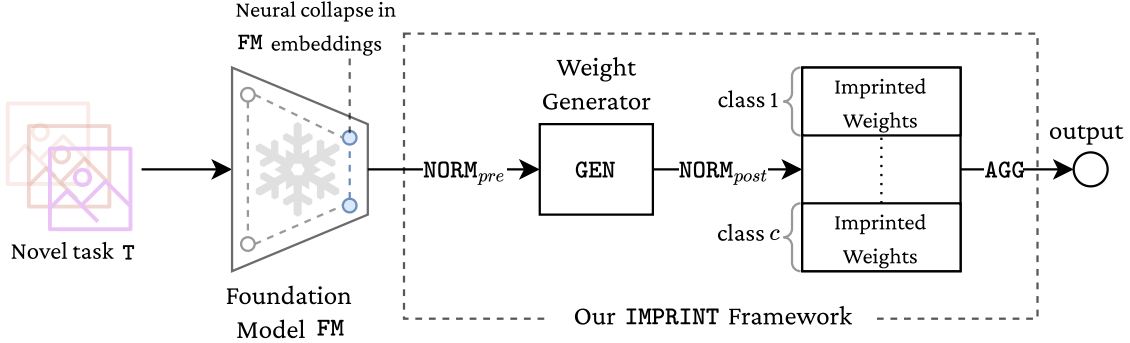 Neural collapse in
FM embeddings
Weight
Generator
class 1
Imprinted
Weights
output
NORMpre
GEN
NORMpost
AGG
class c
Imprinted
Weights
Novel task T
Foundation
Model FM
Our IMPRINT Framework